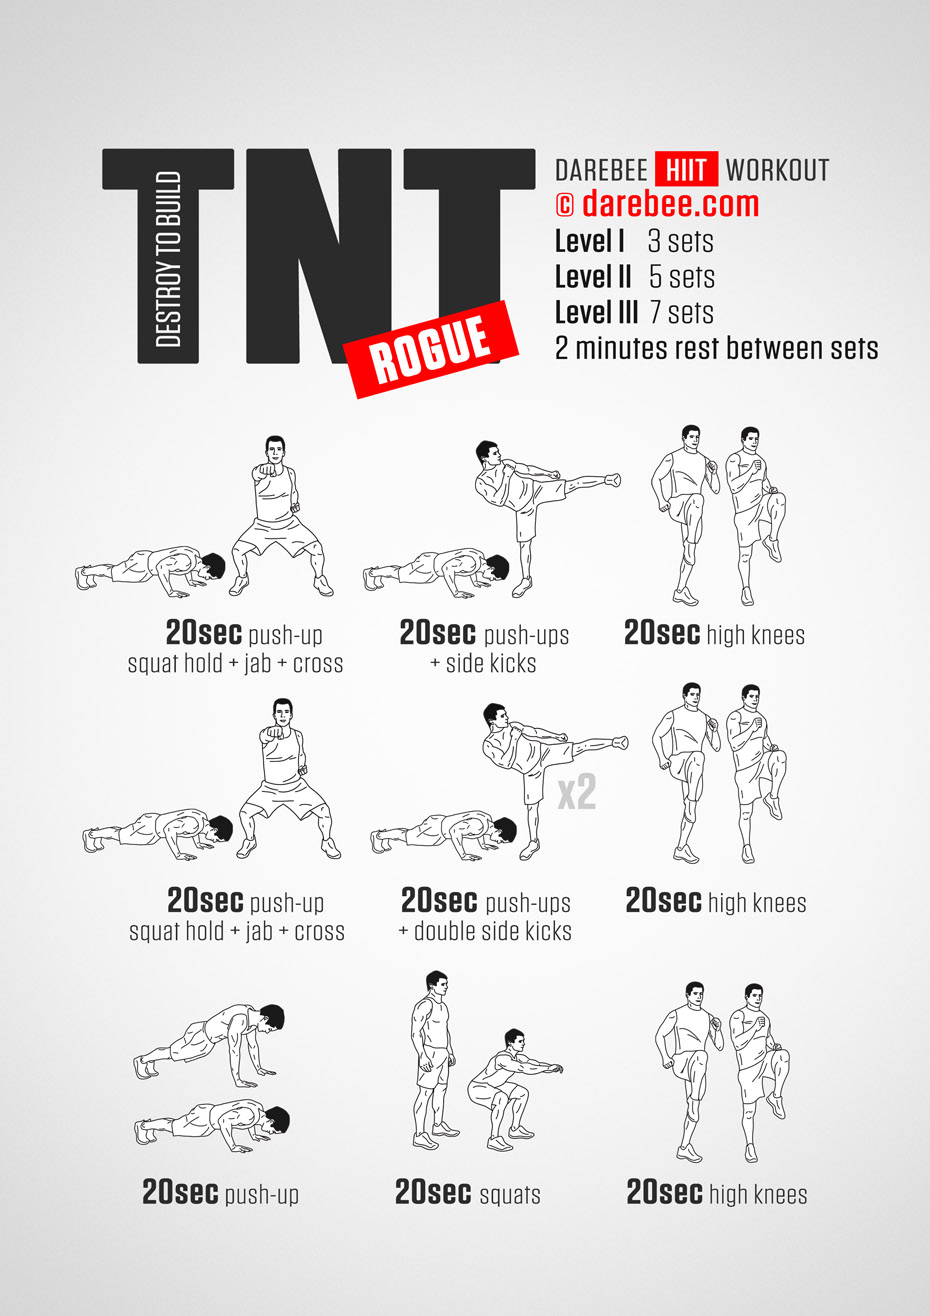 TNT
DESTROY TO BUILD
ROGUE
DAREBEE HIIT WORKOUT
© darebee.com
Level I 3 sets
Level II 5 sets
Level III 7 sets
2 minutes rest between sets
20sec push-up
squat hold + jab + cross
20sec push-ups
+ side kicks
20sec high knees
x2
20sec push-up
squat hold + jab + cross
20sec push-ups
+ double side kicks
20sec high knees
20sec push-up
20sec squats
20sec high knees